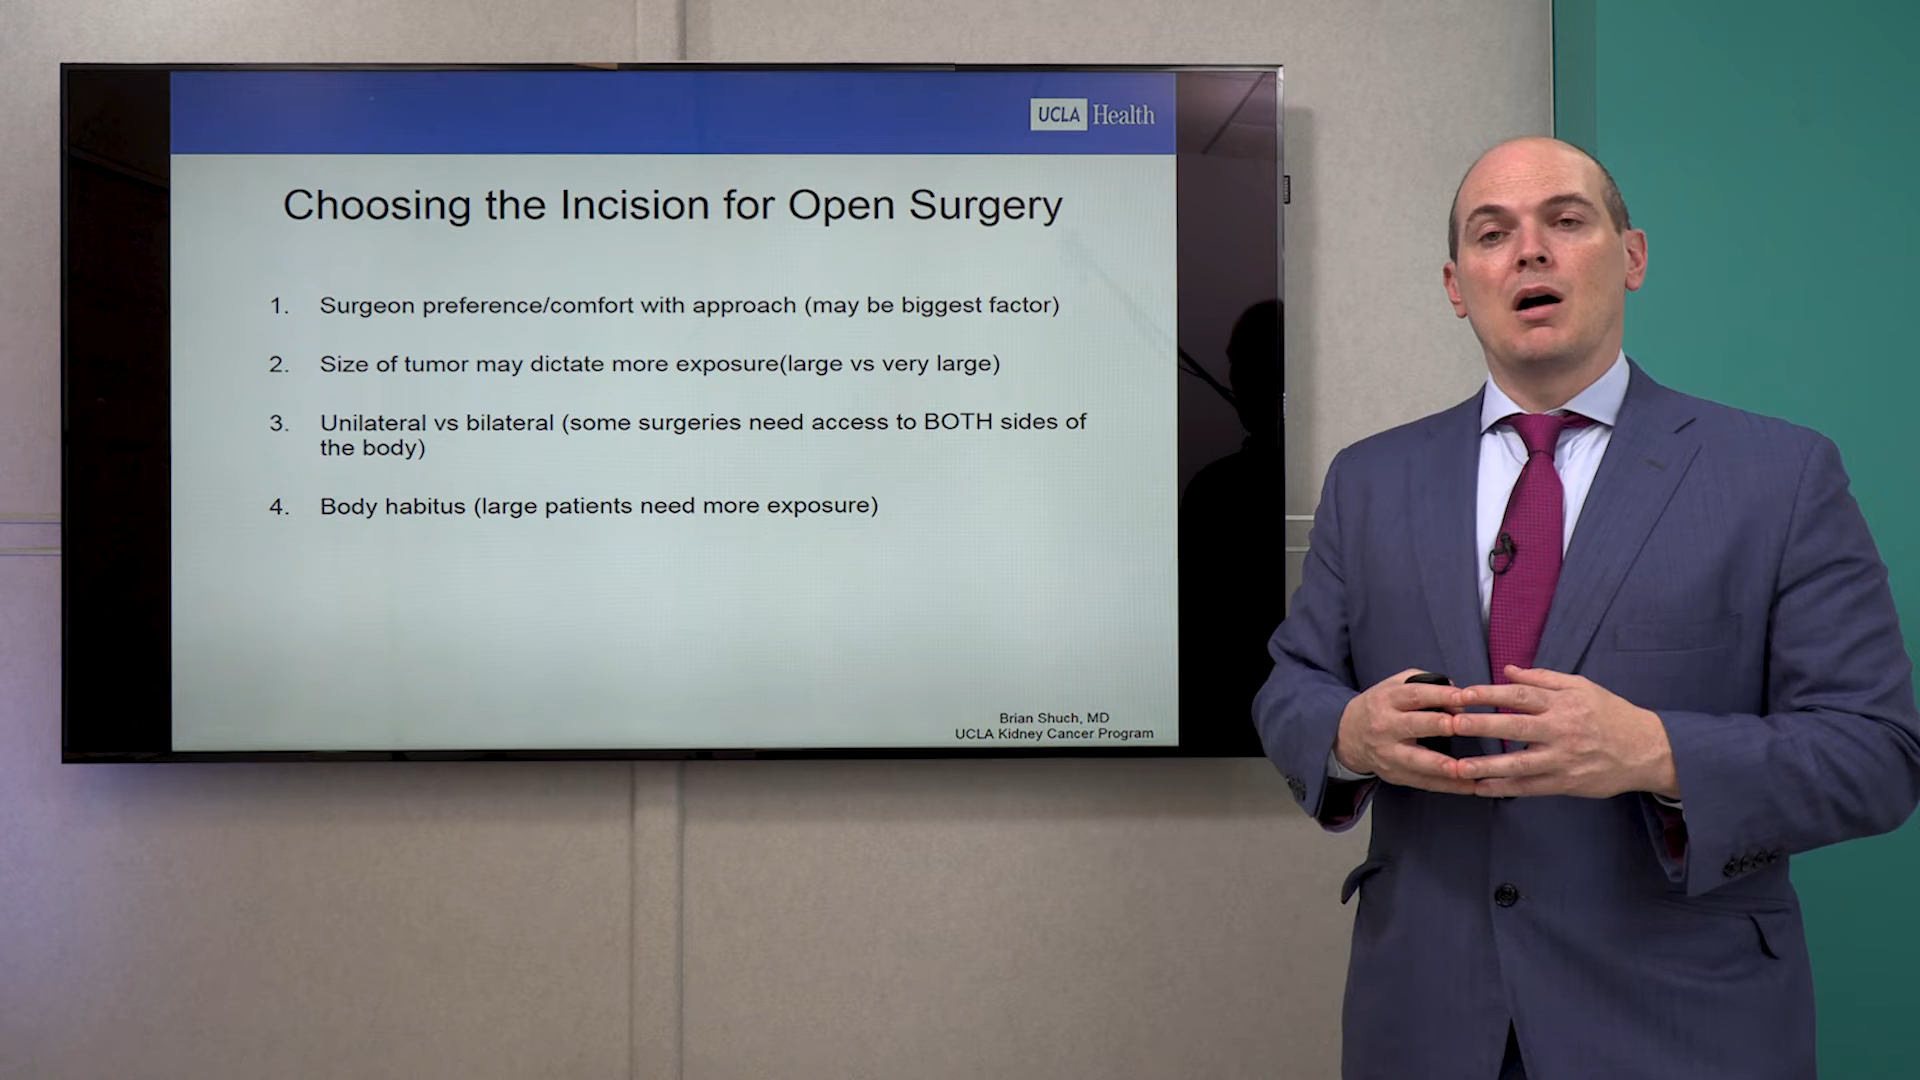 UCLA Health
Choosing the Incision for Open Surgery
1. Surgeon preference/comfort with approach (may be biggest factor)
2. Size of tumor may dictate more exposure(large vs very large)
3. Unilateral vs bilateral (some surgeries need access to BOTH sides of
the body)
4. Body habitus (large patients need more exposure)
Brian Shuch, MD
UCLA Kidney Cancer Program